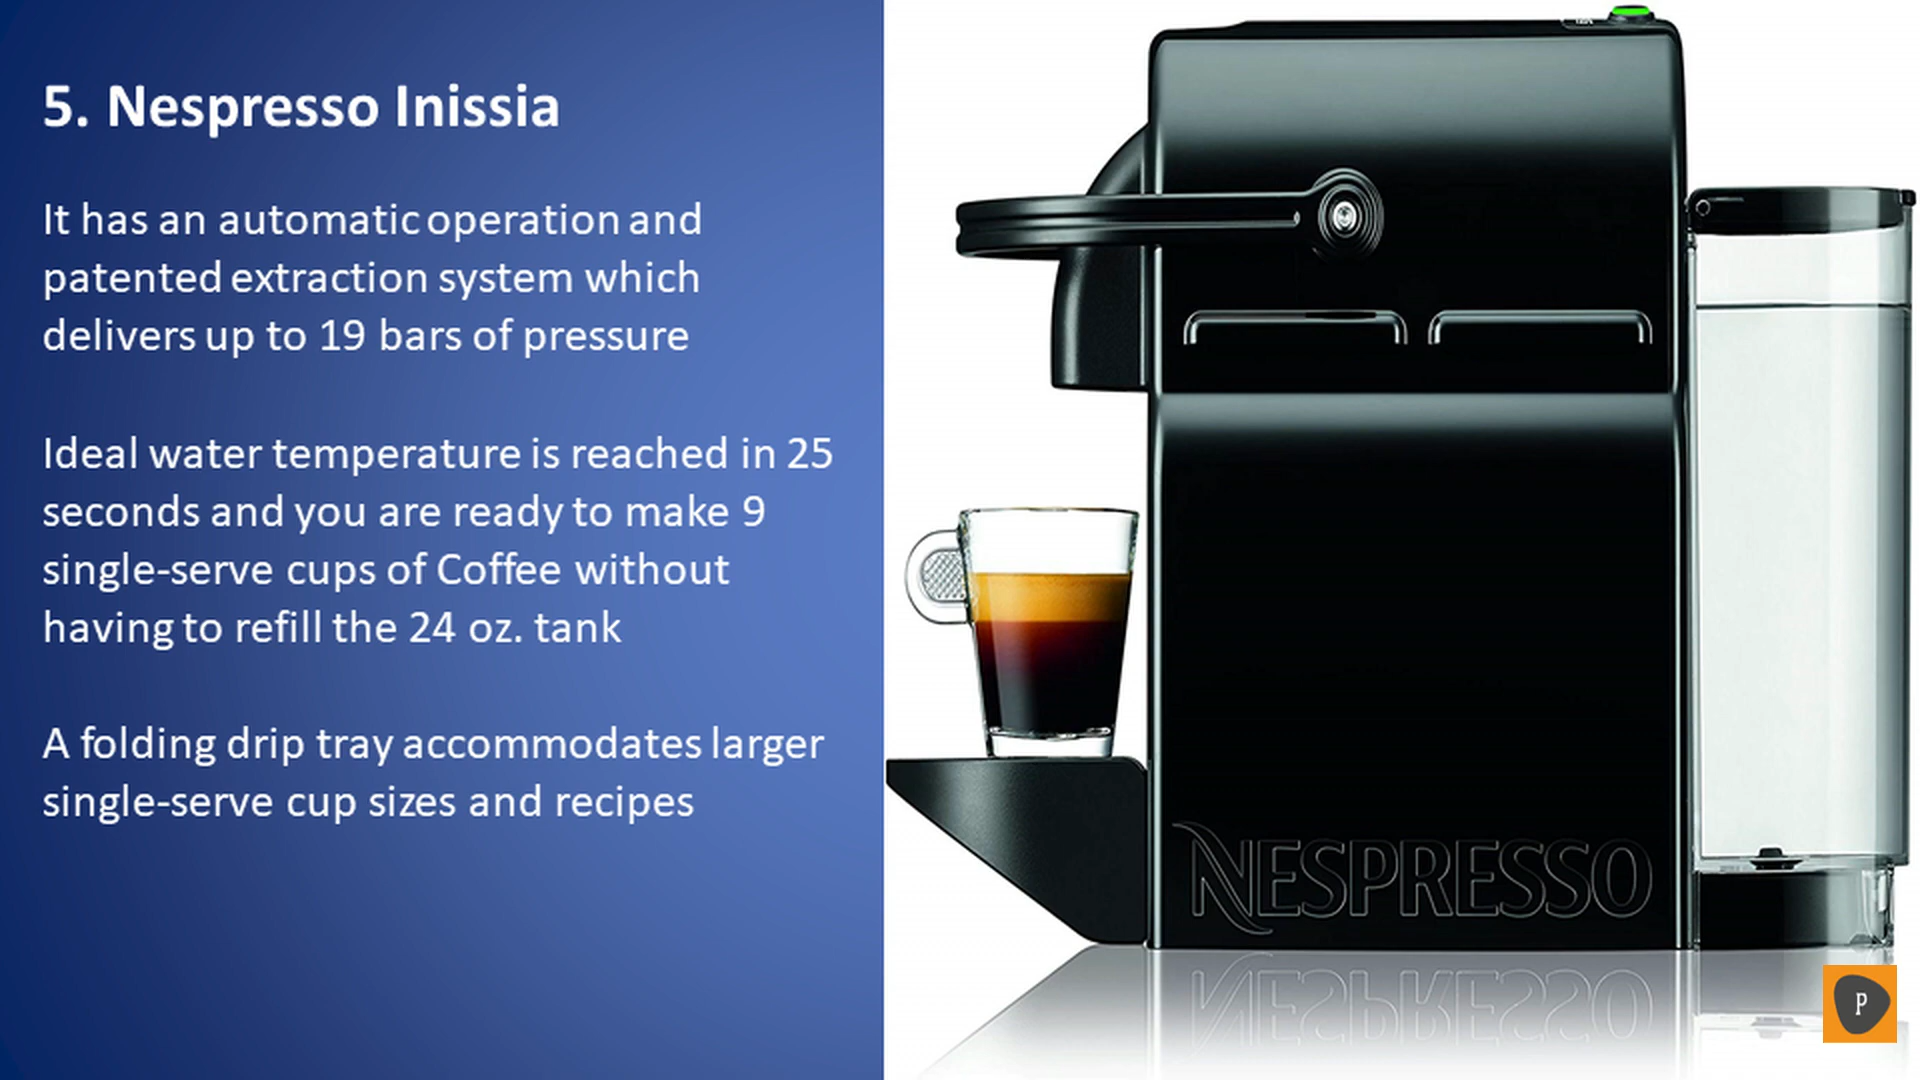 5. Nespresso Inissia
It has an automatic operation and
patented extraction system which
delivers up to 19 bars of pressure
Ideal water temperature is reached in 25
seconds and you are ready to make 9
single-serve cups of Coffee without
having to refill the 24 oz. tank
A folding drip tray accommodates larger
single-serve cup sizes and recipes
NESPRESSO
P